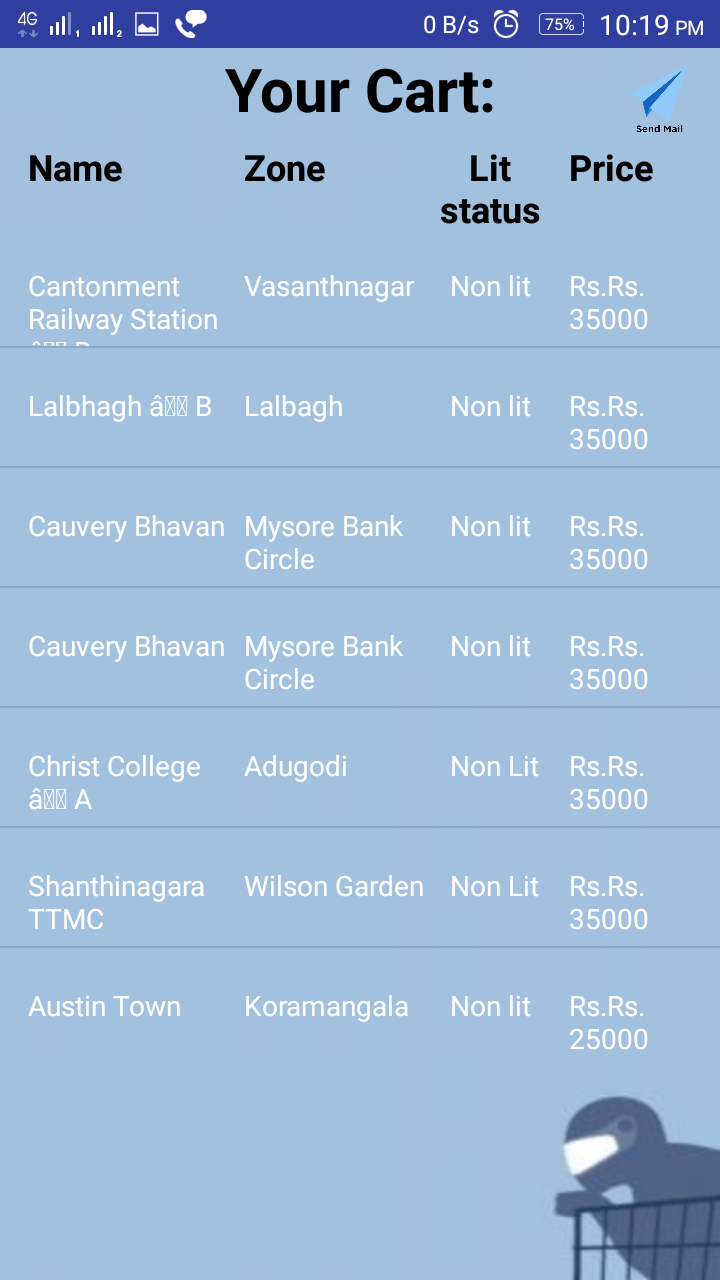 4G 1 2 0 B/s 75% 10:19 PM
Your Cart:
Send Mail
Name Zone Lit status Price
Cantonment Railway Station Vasanthnagar Non lit Rs.Rs. 35000
Lalbhagh â B Lalbagh Non lit Rs.Rs. 35000
Cauvery Bhavan Mysore Bank Circle Non lit Rs.Rs. 35000
Cauvery Bhavan Mysore Bank Circle Non lit Rs.Rs. 35000
Christ College â A Adugodi Non Lit Rs.Rs. 35000
Shanthinagara TTMC Wilson Garden Non Lit Rs.Rs. 35000
Austin Town Koramangala Non lit Rs.Rs. 25000